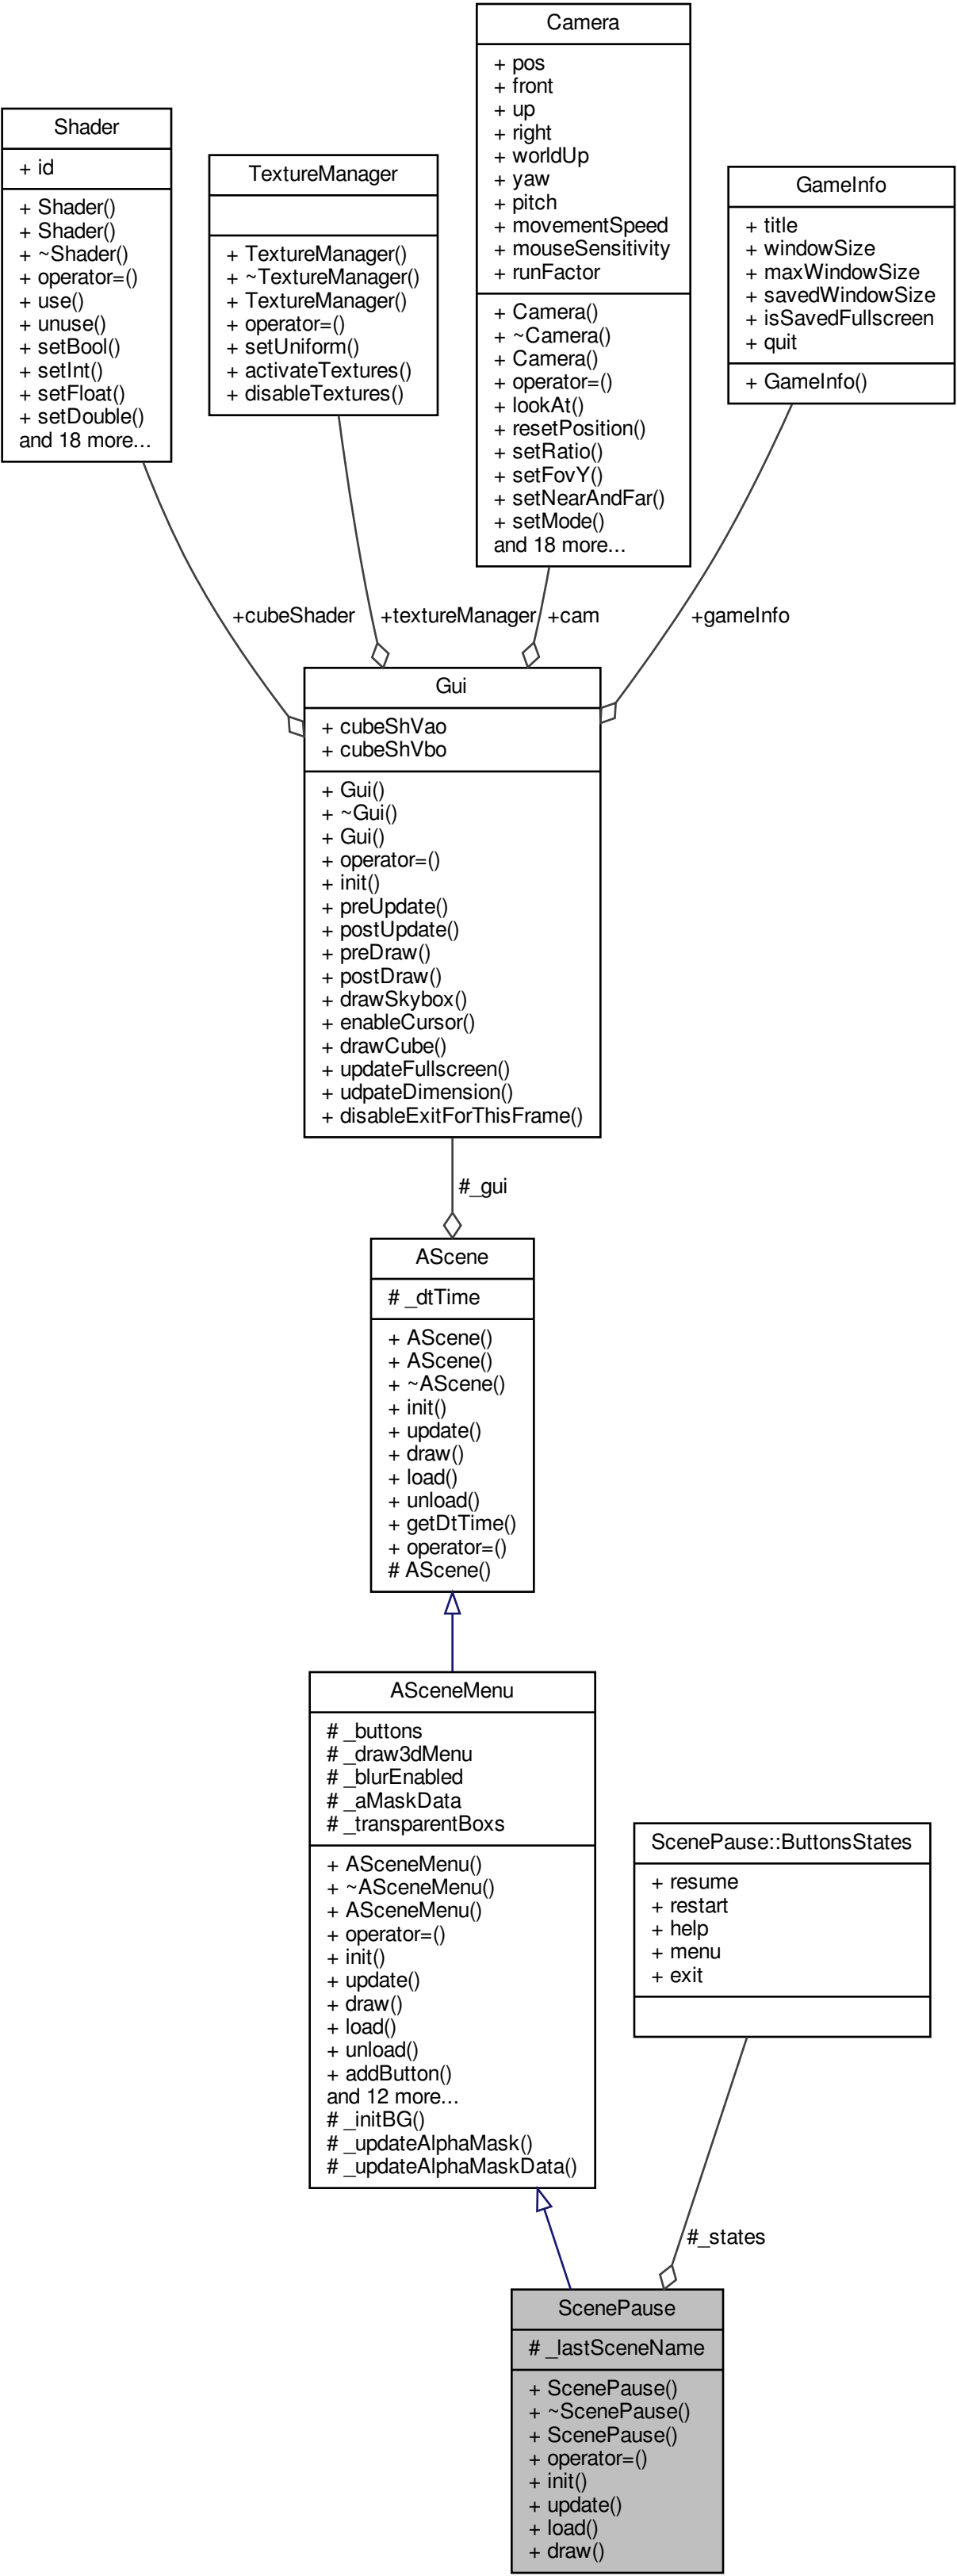 Camera
+ pos
+ front
+ up
+ right
+ worldUp
+ yaw
+ pitch
+ movementSpeed
+ mouseSensitivity
+ runFactor
+ Camera()
+ ~Camera()
+ Camera()
+ operator=()
+ lookAt()
+ resetPosition()
+ setRatio()
+ setFovY()
+ setNearAndFar()
+ setMode()
and 18 more...
Shader
+ id
+ Shader()
+ Shader()
+ ~Shader()
+ operator=()
+ use()
+ unuse()
+ setBool()
+ setInt()
+ setFloat()
+ setDouble()
and 18 more...
TextureManager
+ TextureManager()
+ ~TextureManager()
+ TextureManager()
+ operator=()
+ setUniform()
+ activateTextures()
+ disableTextures()
GameInfo
+ title
+ windowSize
+ maxWindowSize
+ savedWindowSize
+ isSavedFullscreen
+ quit
+ GameInfo()
+cubeShader
+textureManager
+cam
+gameInfo
Gui
+ cubeShVao
+ cubeShVbo
+ Gui()
+ ~Gui()
+ Gui()
+ operator=()
+ init()
+ preUpdate()
+ postUpdate()
+ preDraw()
+ postDraw()
+ drawSkybox()
+ enableCursor()
+ drawCube()
+ updateFullscreen()
+ udpateDimension()
+ disableExitForThisFrame()
#_gui
AScene
# _dtTime
+ AScene()
+ AScene()
+ ~AScene()
+ init()
+ update()
+ draw()
+ load()
+ unload()
+ getDtTime()
+ operator=()
# AScene()
ASceneMenu
# _buttons
# _draw3dMenu
# _blurEnabled
# _aMaskData
# _transparentBoxs
+ ASceneMenu()
+ ~ASceneMenu()
+ ASceneMenu()
+ operator=()
+ init()
+ update()
+ draw()
+ load()
+ unload()
+ addButton()
and 12 more...
# _initBG()
# _updateAlphaMask()
# _updateAlphaMaskData()
ScenePause::ButtonsStates
+ resume
+ restart
+ help
+ menu
+ exit
#_states
ScenePause
# _lastSceneName
+ ScenePause()
+ ~ScenePause()
+ ScenePause()
+ operator=()
+ init()
+ update()
+ load()
+ draw()